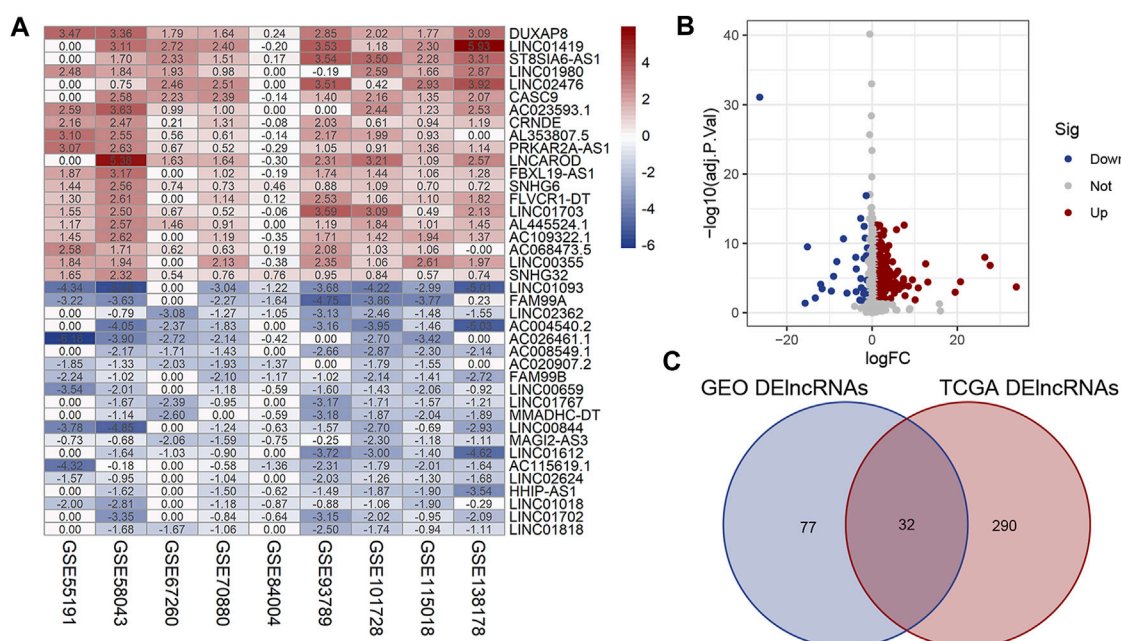 A
3.47 3.36 1.79 1.64 0.24 2.85 2.02 1.77 3.09 DUXAP8
0.00 3.11 2.72 2.40 -0.20 3.53 1.18 2.30 5.93 LINC01419
0.00 1.70 2.33 1.51 0.17 3.54 3.50 2.28 3.31 ST8SIA6-AS1
2.48 1.84 1.93 0.98 0.00 -0.19 2.59 1.66 2.87 LINC01980
0.00 0.75 2.46 2.51 0.00 3.51 0.42 2.93 3.92 LINC02476
0.00 2.58 2.23 2.39 -0.14 1.40 2.16 1.35 2.07 CASC9
2.59 3.63 0.99 1.00 0.00 0.00 2.44 1.23 2.53 AC023593.1
2.16 2.47 0.21 1.31 -0.08 2.03 0.61 0.94 1.19 CRNDE
3.10 2.55 0.56 0.61 -0.14 2.17 1.99 0.93 0.00 AL353807.5
3.07 2.63 0.67 0.52 -0.29 1.05 0.91 1.36 1.14 PRKAR2A-AS1
0.00 5.38 1.63 1.64 -0.30 2.31 3.21 1.09 2.57 LNCAROD
1.87 3.17 0.00 1.02 -0.19 1.74 1.44 1.06 1.28 FBXL19-AS1
1.44 2.56 0.74 0.73 0.46 0.88 1.09 0.70 0.72 SNHG6
1.30 2.61 0.00 1.14 0.12 2.53 1.06 1.10 1.82 FLVCR1-DT
1.55 2.50 0.67 0.52 -0.06 3.59 3.09 0.49 2.13 LINC01703
1.17 2.57 1.46 0.91 0.00 1.19 1.84 1.01 1.45 AL445524.1
1.45 2.62 0.00 1.19 -0.35 1.71 1.42 1.94 1.37 AC109322.1
2.58 1.71 0.62 0.63 0.19 2.08 1.03 1.06 -0.00 AC068473.5
1.84 1.94 0.00 2.13 -0.38 2.35 1.06 2.61 1.97 LINC00355
1.65 2.32 0.54 0.76 0.76 0.95 0.84 0.57 0.74 SNHG32
-4.34 0.00 -3.04 -1.22 -3.68 -4.22 -2.99 -5.01 LINC01093
-3.22 -3.63 0.00 -2.27 -1.64 -4.75 -3.86 -3.77 0.23 FAM99A
0.00 -0.79 -3.08 -1.27 -1.05 -3.13 -2.46 -1.48 -1.55 LINC02362
0.00 -4.05 -2.37 -1.83 0.00 -3.16 -3.95 -1.46 -5.03 AC004540.2
-3.90 -2.72 -2.14 -0.42 0.00 -2.70 -3.42 0.00 AC026461.1
0.00 -2.17 -1.71 -1.43 0.00 -2.66 -2.87 -2.30 -2.14 AC008549.1
-1.85 -1.33 -2.03 -1.93 -1.37 0.00 -1.79 -1.55 0.00 AC020907.2
-2.24 -1.02 0.00 -2.10 -1.17 -1.02 -2.14 -1.41 -2.72 FAM99B
-3.54 -2.01 0.00 -1.18 -0.59 -1.60 -1.43 -2.06 -0.92 LINC00659
0.00 -1.67 -2.39 -0.95 0.00 -3.17 -1.71 -1.57 -1.21 LINC01767
0.00 -1.14 -2.60 0.00 -0.59 -3.18 -1.87 -2.04 -1.89 MMADHC-DT
-3.78 -4.85 0.00 -1.24 -0.63 -1.57 -2.70 -0.69 -2.93 LINC00844
-0.73 -0.68 -2.06 -1.59 -0.75 -0.25 -2.30 -1.18 -1.11 MAGI2-AS3
0.00 -1.64 -1.03 -0.90 0.00 -3.72 -3.00 -1.40 -4.62 LINC01612
-4.32 -0.18 0.00 -0.58 -1.36 -2.31 -1.79 -2.01 -1.64 AC115619.1
-1.57 -0.95 0.00 -1.04 0.00 -2.03 -1.26 -1.30 -1.68 LINC02624
0.00 -1.62 0.00 -1.50 -0.62 -1.49 -1.87 -1.90 -3.54 HHIP-AS1
-2.00 -2.81 0.00 -1.18 -0.87 -0.88 -1.06 -1.90 -0.29 LINC01018
0.00 -3.35 0.00 -0.84 -0.64 -3.15 -2.02 -0.95 -2.09 LINC01702
0.00 -1.68 -1.67 -1.06 0.00 -2.50 -1.74 -0.94 -1.11 LINC01818
GSE55191
GSE58043
GSE67260
GSE70880
GSE84004
GSE93789
GSE101728
GSE115018
GSE138178
4
2
0
-2
-4
-6
B
40
30
20
10
0
−log10(adj.P.Val)
−20 0 20
logFC
Sig
Down
Not
Up
C
GEO DElncRNAs TCGA DElncRNAs
77 32 290